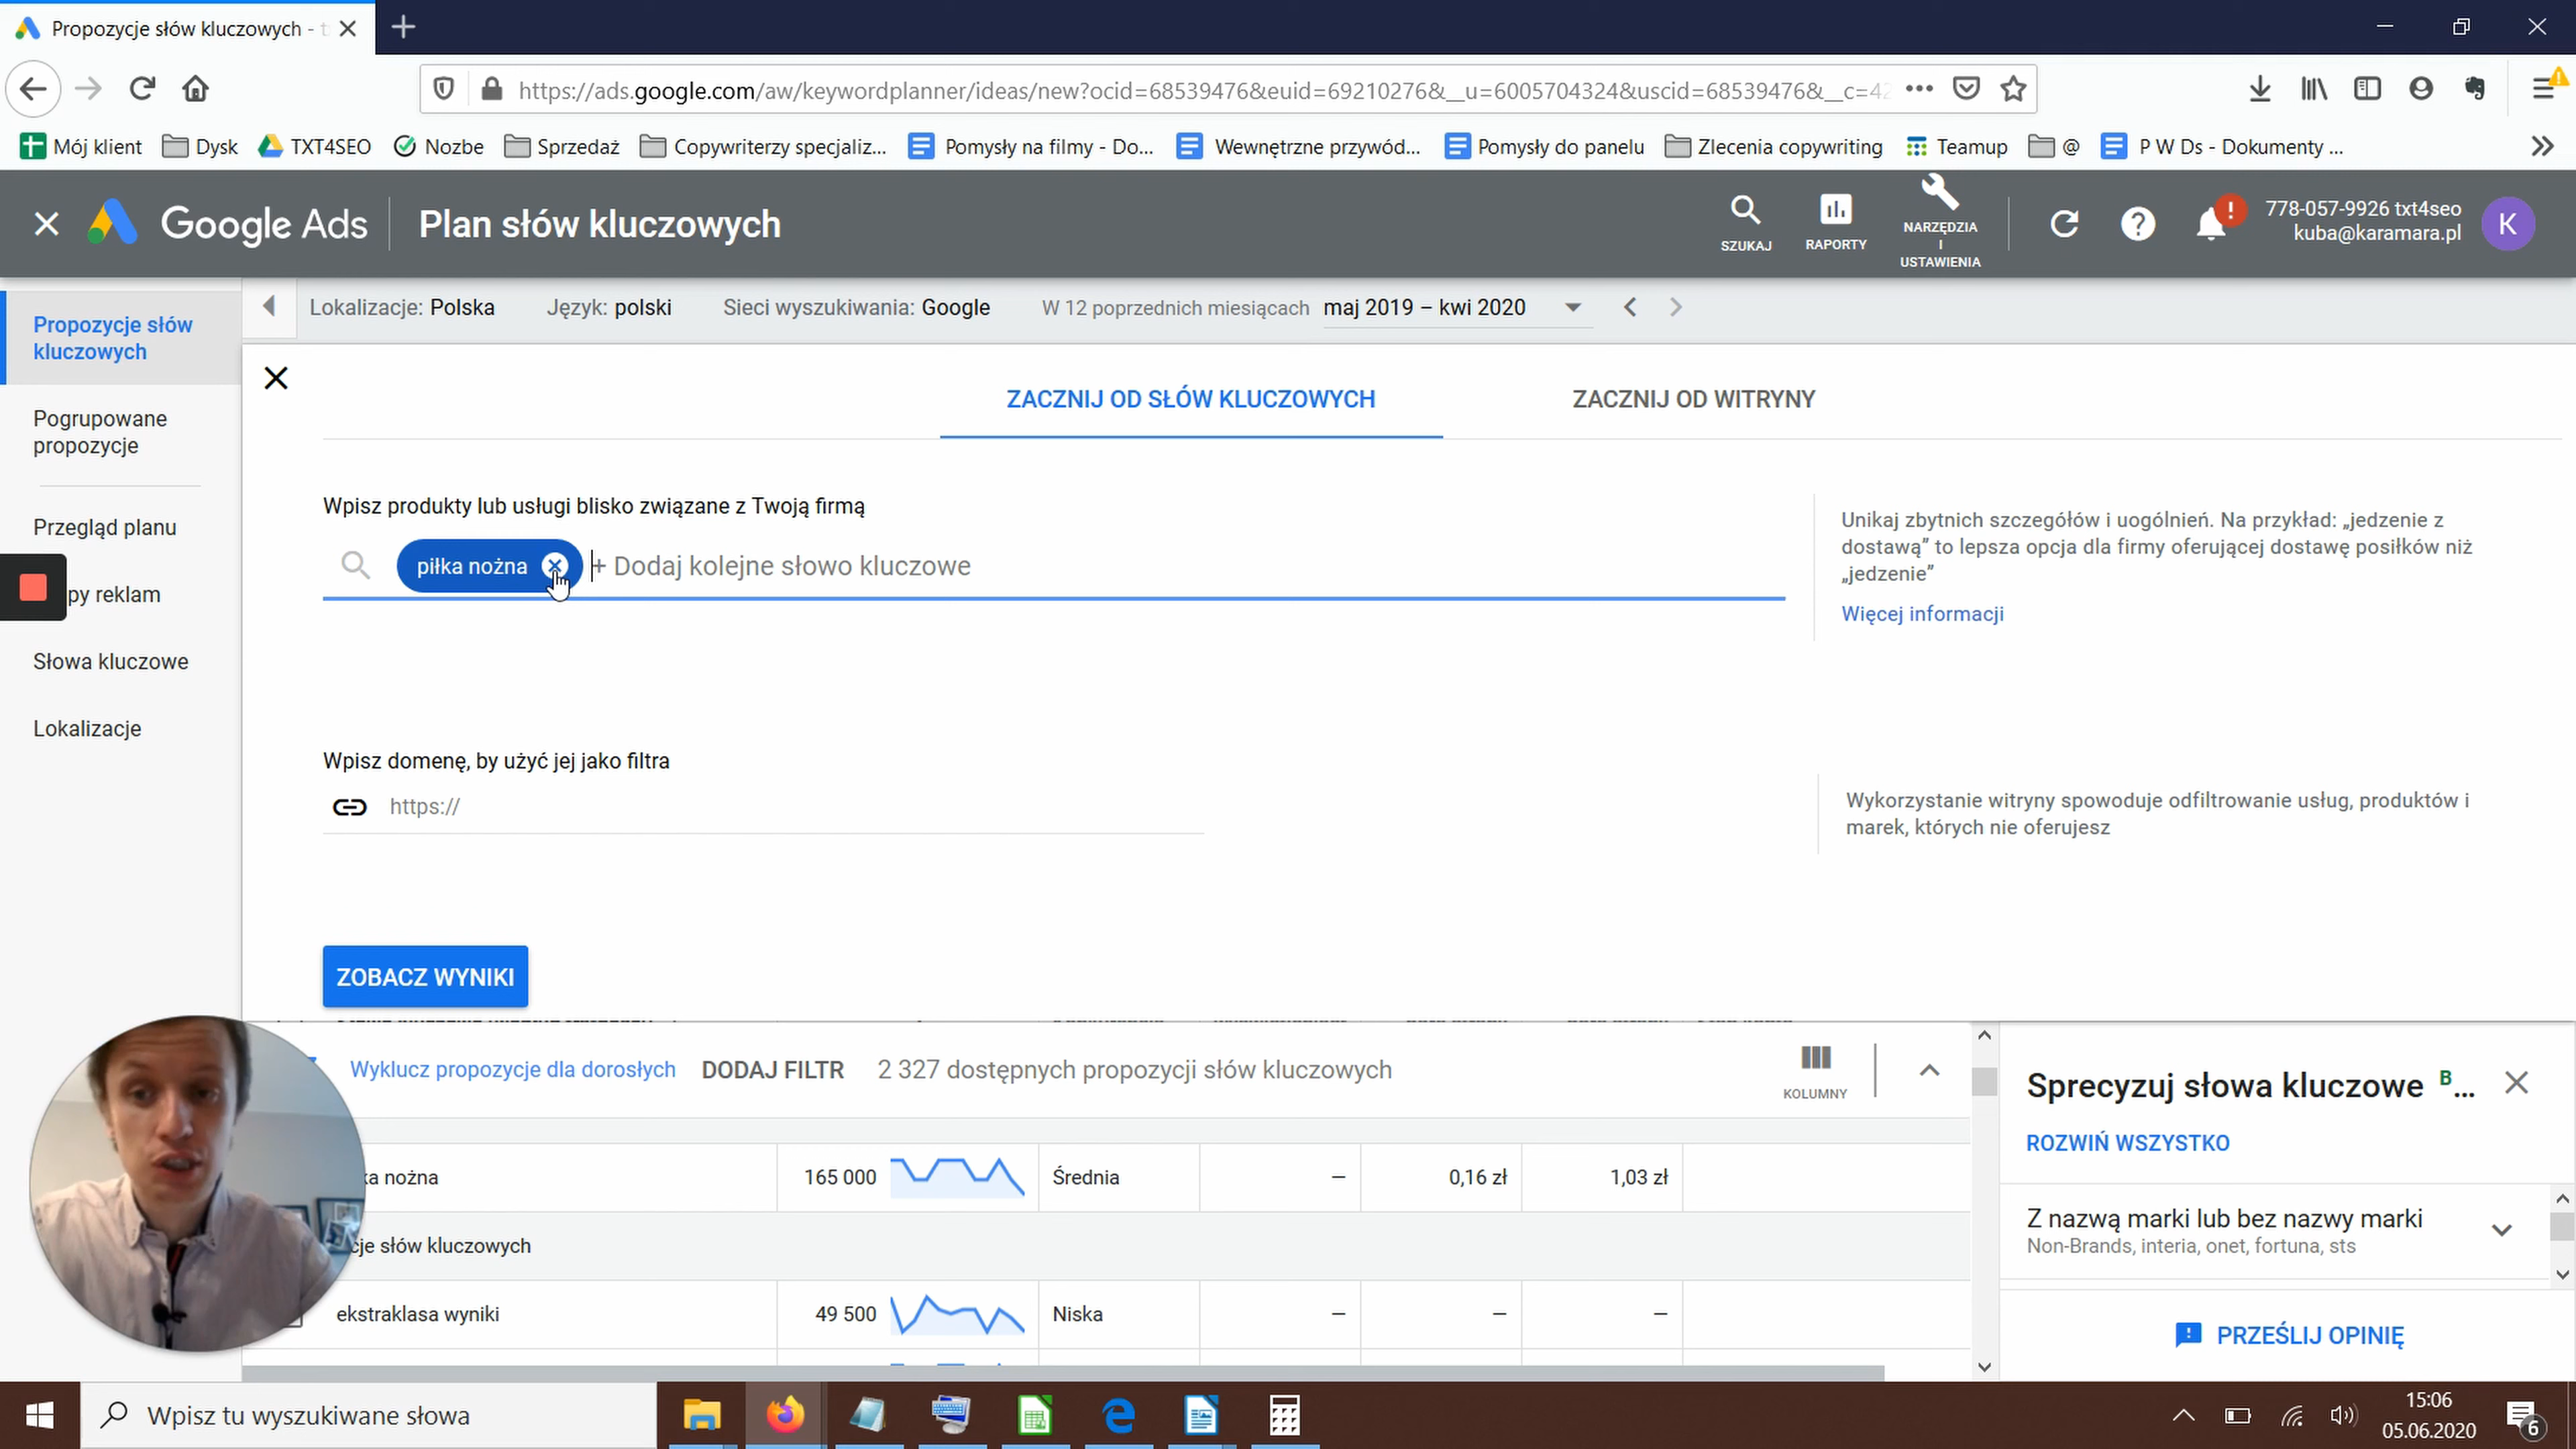 Propozycje słów kluczowych -
https://ads.google.com/aw/keywordplanner/ideas/new?ocid=68539476&euid=69210276&__u=6005704324&uscid=68539476&__c=42
Mój klient
Dysk
TXT4SEO
Nozbe
Sprzedaż
Copywriterzy specjaliz...
Pomysły na filmy - Do...
Wewnętrzne przywód...
Pomysły do panelu
Zlecenia copywriting
Teamup
@
P W Ds - Dokumenty ...
Google Ads
Plan słów kluczowych
SZUKAJ
RAPORTY
NARZĘDZIA
I
USTAWIENIA
778-057-9926 txt4seo
kuba@karamara.pl
K
Propozycje słów
kluczowych
Pogrupowane
propozycje
Przegląd planu
py reklam
Słowa kluczowe
Lokalizacje
Lokalizacje: Polska
Język: polski
Sieci wyszukiwania: Google
W 12 poprzednich miesiącach
maj 2019 – kwi 2020
ZACZNIJ OD SŁÓW KLUCZOWYCH
ZACZNIJ OD WITRYNY
Wpisz produkty lub usługi blisko związane z Twoją firmą
piłka nożna
+ Dodaj kolejne słowo kluczowe
Unikaj zbytnich szczegółów i uogólnień. Na przykład: „jedzenie z
dostawą” to lepsza opcja dla firmy oferującej dostawę posiłków niż
„jedzenie”
Więcej informacji
Wpisz domenę, by użyć jej jako filtra
https://
Wykorzystanie witryny spowoduje odfiltrowanie usług, produktów i
marek, których nie oferujesz
ZOBACZ WYNIKI
Wyklucz propozycje dla dorosłych
DODAJ FILTR
2 327 dostępnych propozycji słów kluczowych
KOLUMNY
ka nożna
165 000
Średnia
–
0,16 zł
1,03 zł
cje słów kluczowych
ekstraklasa wyniki
49 500
Niska
–
–
–
Sprecyzuj słowa kluczowe B...
ROZWIŃ WSZYSTKO
Z nazwą marki lub bez nazwy marki
Non-Brands, interia, onet, fortuna, sts
PRZEŚLIJ OPINIĘ
Wpisz tu wyszukiwane słowa
15:06
05.06.2020
6